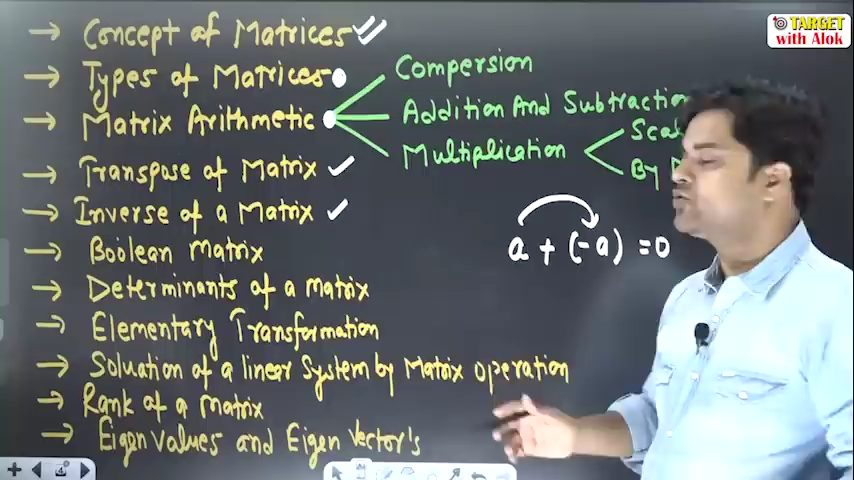 TARGET
with Alok
→ Concept of Matrices ✓
→ Types of Matrices
→ Matrix Arithmetic
Compersion
Addition And Subtraction
Multiplication
By
→ Transpose of Matrix ✓
→ Inverse of a Matrix ✓
a + (-a) = 0
→ Boolean Matrix
→ Determinants of a matrix
→ Elementary Transformation
→ Soluation of a linear System by Matrix operation
→ Rank of a matrix
→ Eigen values and Eigen Vector's